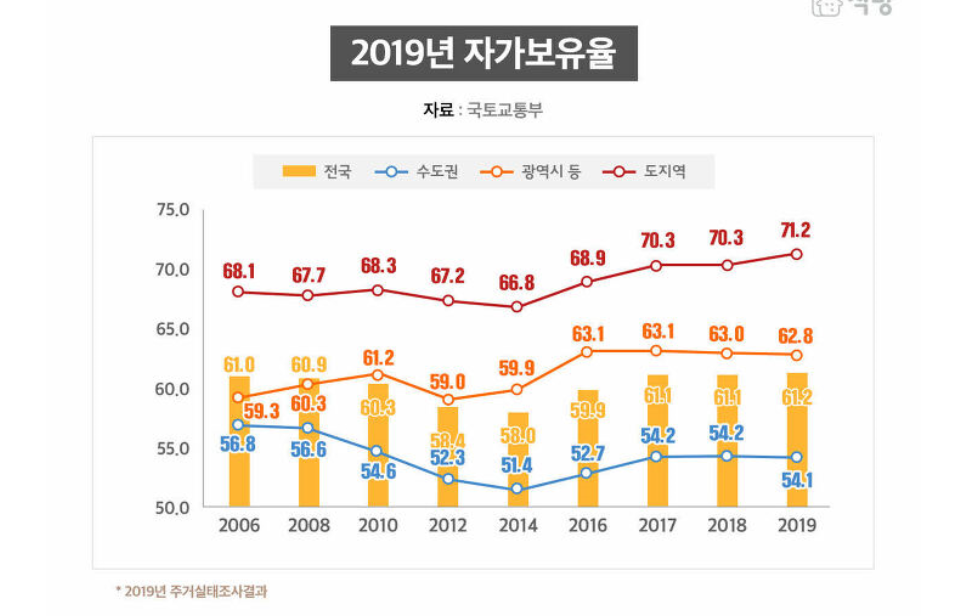 2019년 자가보유율
자료 : 국토교통부
전국 수도권 광역시 등 도지역
75.0
70.0
65.0
60.0
55.0
50.0
68.1 67.7 68.3 67.2 66.8 68.9 70.3 70.3 71.2
59.3 60.3 61.2 59.0 59.9 63.1 63.1 63.0 62.8
61.0 60.9 60.3 58.4 58.0 59.9 61.1 61.1 61.2
56.8 56.6 54.6 52.3 51.4 52.7 54.2 54.2 54.1
2006 2008 2010 2012 2014 2016 2017 2018 2019
* 2019년 주거실태조사결과